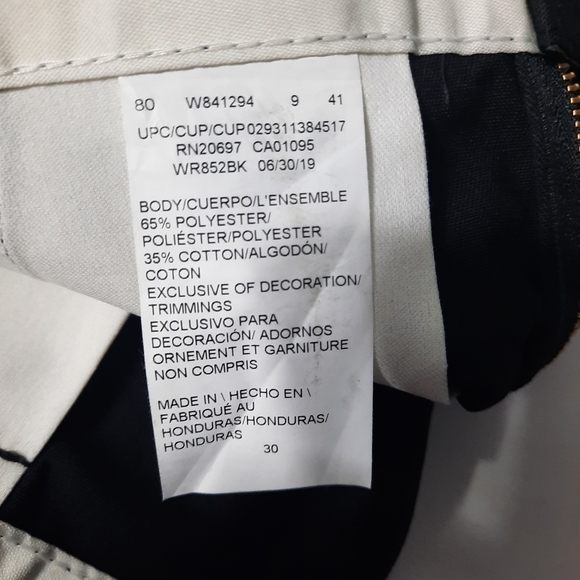 80 W841294 9 41
UPC/CUP/CUP029311384517
RN20697 CA01095
WR852BK 06/30/19
BODY/CUERPO/L'ENSEMBLE
65% POLYESTER/
POLIÉSTER/POLYESTER
35% COTTON/ALGODÓN/
COTON
EXCLUSIVE OF DECORATION/
TRIMMINGS
EXCLUSIVO PARA
DECORACIÓN/ ADORNOS
ORNEMENT ET GARNITURE
NON COMPRIS
MADE IN \ HECHO EN \
FABRIQUÉ AU
HONDURAS/HONDURAS/
HONDURAS
30